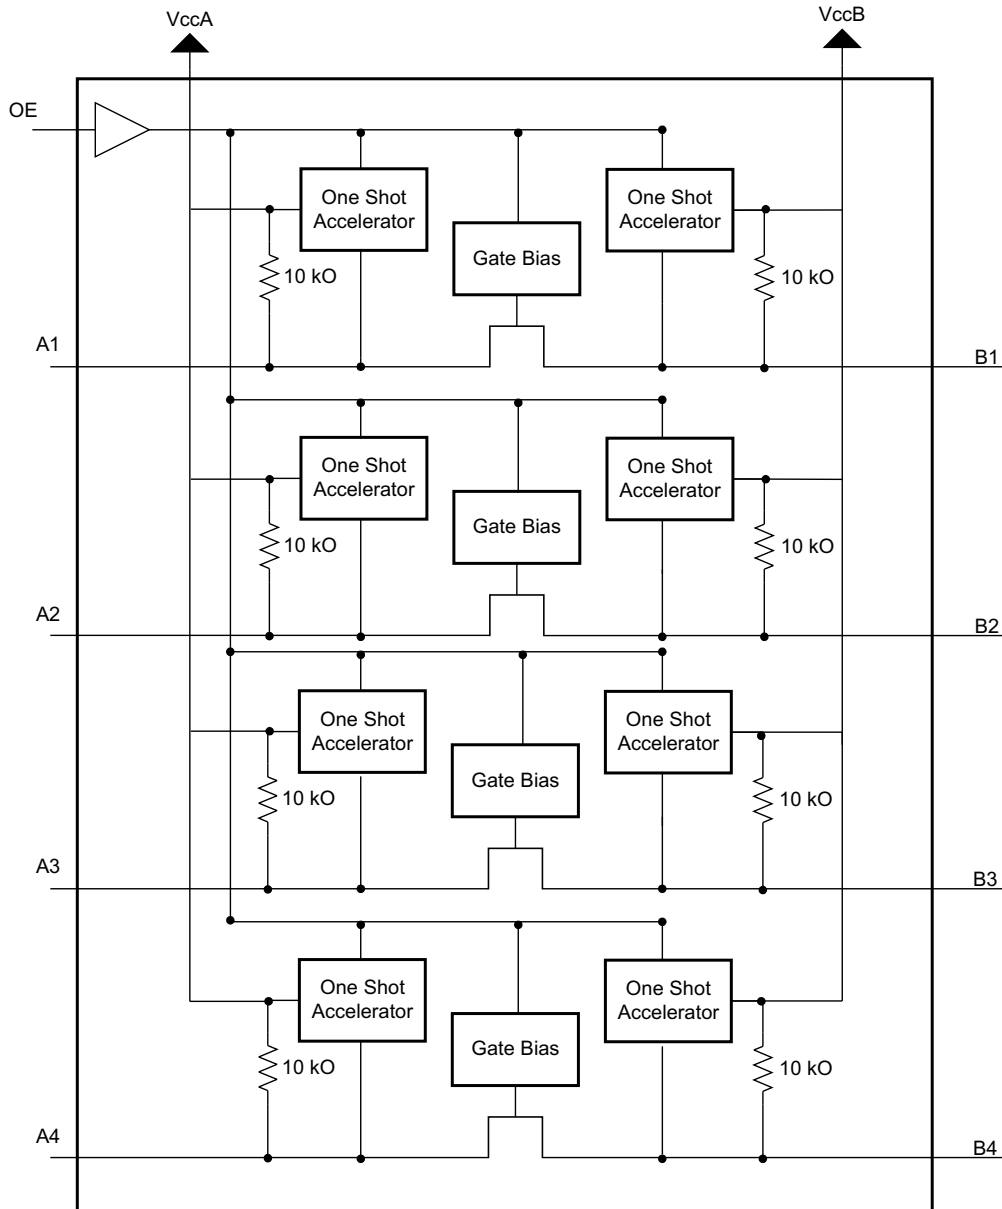 VccA
VccB
OE
One Shot
Accelerator
One Shot
Accelerator
Gate Bias
10 kO
10 kO
A1
B1
One Shot
Accelerator
One Shot
Accelerator
Gate Bias
10 kO
10 kO
A2
B2
One Shot
Accelerator
One Shot
Accelerator
Gate Bias
10 kO
10 kO
A3
B3
One Shot
Accelerator
One Shot
Accelerator
Gate Bias
10 kO
10 kO
A4
B4